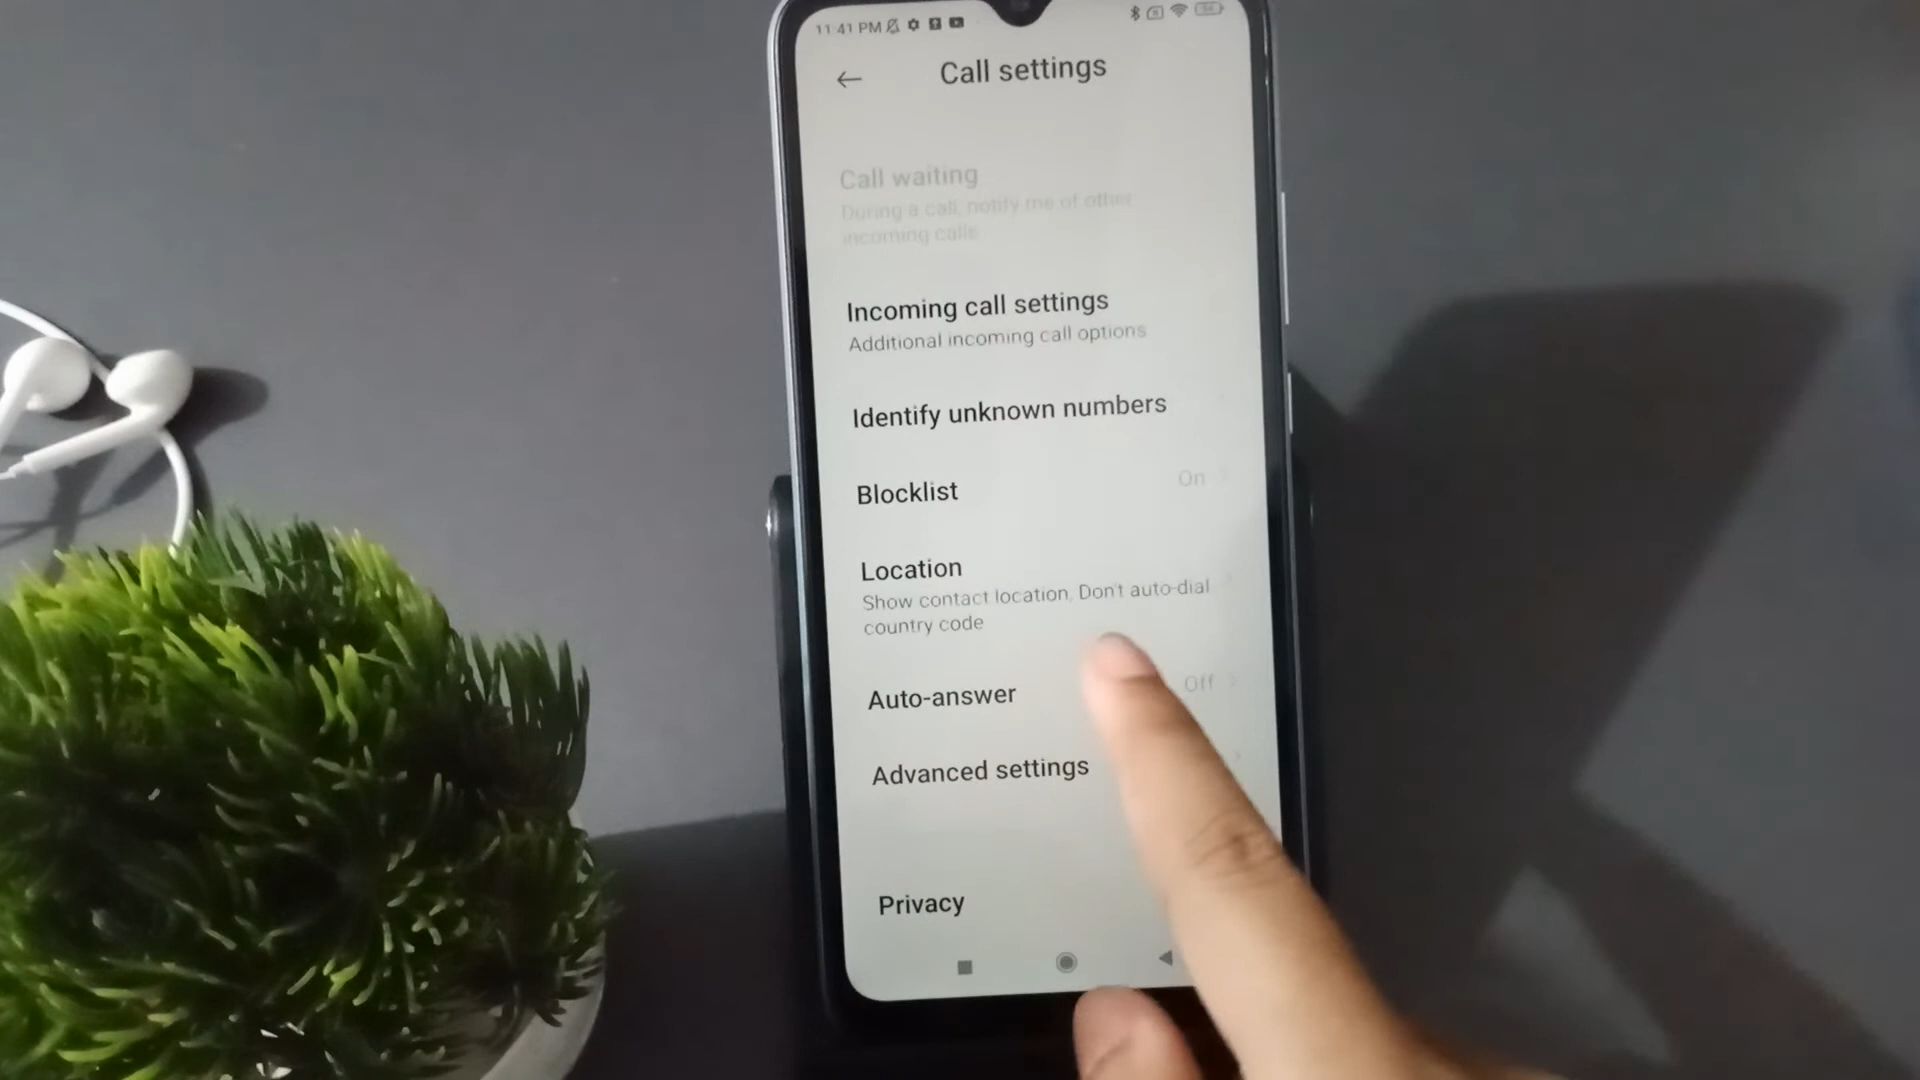 11:41 PM
Call settings
Call waiting
During a call, notify me of other
incoming calls
Incoming call settings
Additional incoming call options
Identify unknown numbers
Blocklist On
Location
Show contact location, Don't auto-dial
country code
Auto-answer Off
Advanced settings
Privacy